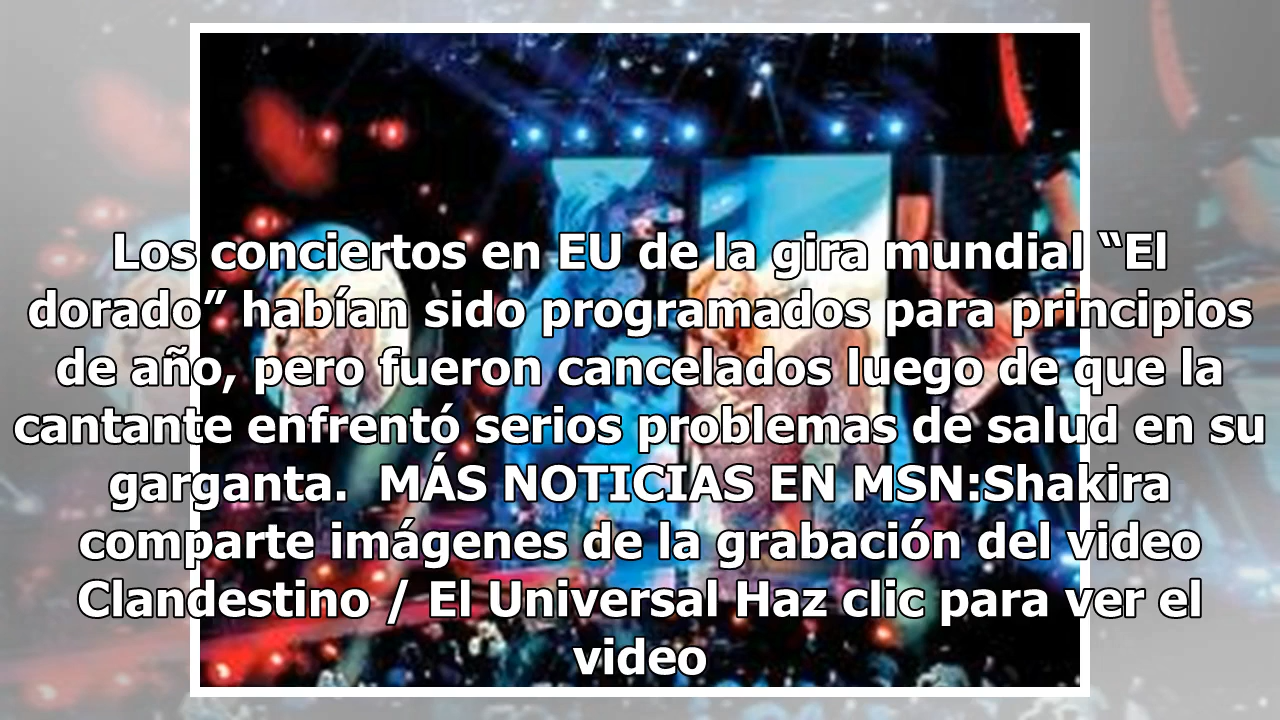 Los conciertos en EU de la gira mundial “El
dorado” habían sido programados para principios
de año, pero fueron cancelados luego de que la
cantante enfrentó serios problemas de salud en su
garganta.  MÁS NOTICIAS EN MSN:Shakira
comparte imágenes de la grabación del video
Clandestino / El Universal Haz clic para ver el
video